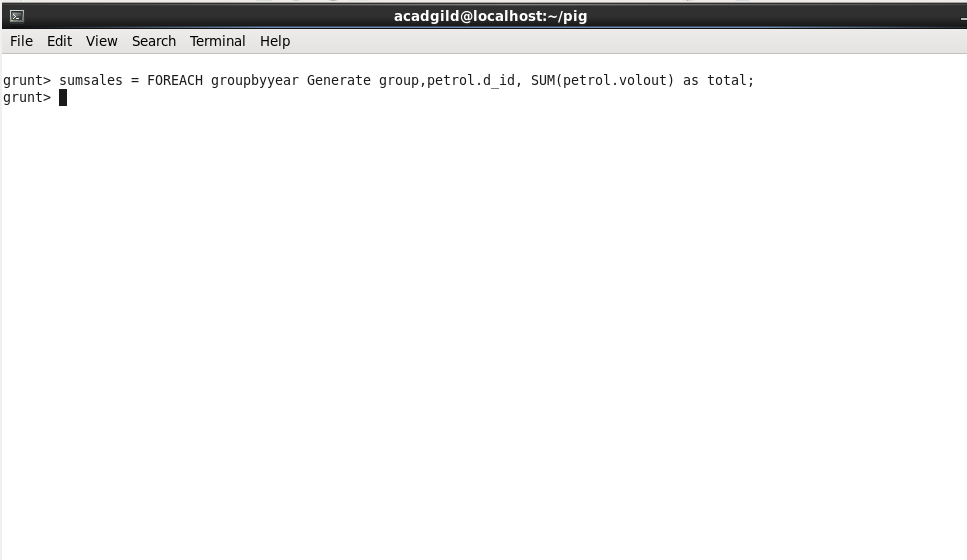 acadgild@localhost:~/pig
File Edit View Search Terminal Help
grunt> sumsales = FOREACH groupbyyear Generate group,petrol.d_id, SUM(petrol.volout) as total;
grunt>